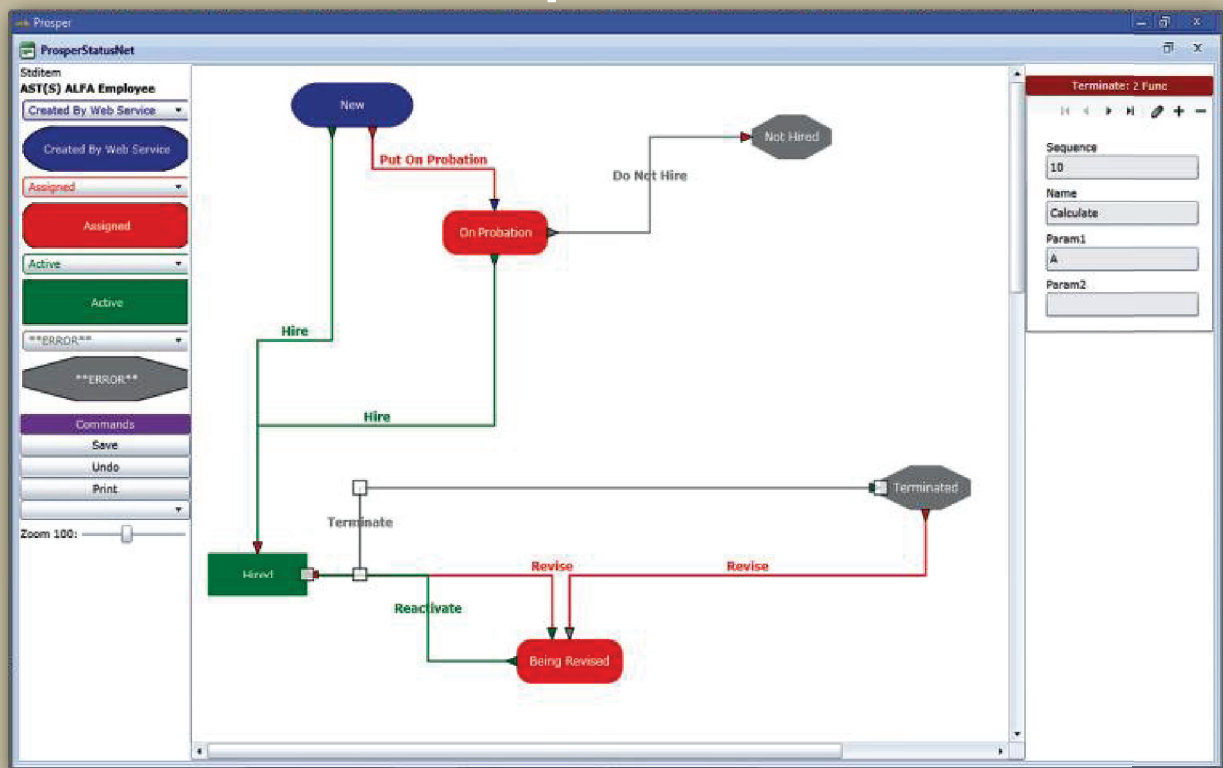 Prosper
ProsperStatusNet
Stditem
AST(S) ALFA Employee
Created By Web Service
Created By Web Service
Assigned
Assigned
Active
Active
**ERROR**
**ERROR**
Commands
Save
Undo
Print
Zoom 100:
New
Put On Probation
Not Hired
Do Not Hire
On Probation
Hire
Hire
Terminate
Terminated
Hired
Revise
Revise
Reactivate
Being Revised
Terminate: 2 Func
Sequence
10
Name
Calculate
Param1
A
Param2